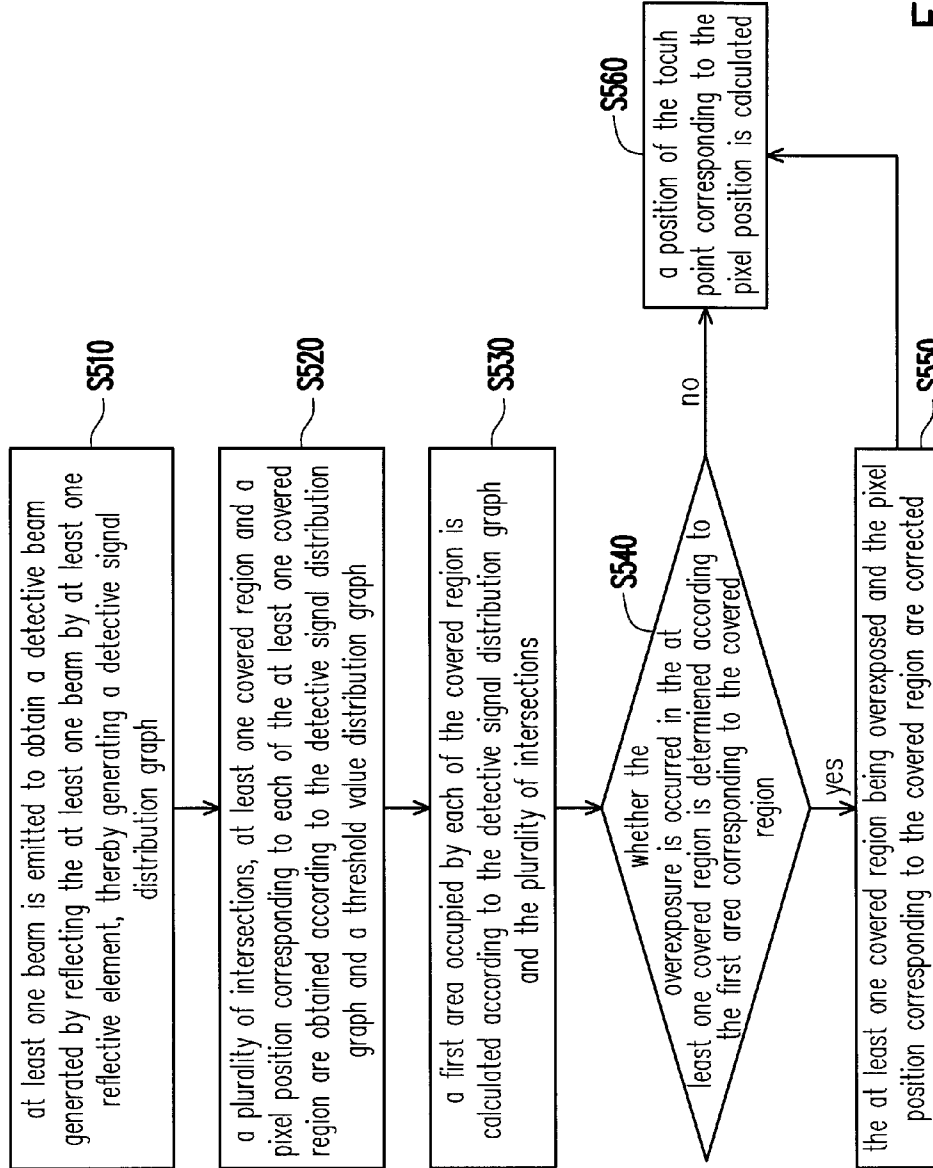 S510
at least one beam is emitted to obtain a detective beam
generated by reflecting the at least one beam by at least one
reflective element, thereby generating a detective signal
distribution graph
S520
a plurality of intersections, at least one covered region and a
pixel position corresponding to each of the at least one covered
region are obtained according to the detective signal distribution
graph and a threshold value distribution graph
S530
a first area occupied by each of the covered region is
calculated according to the detective signal distribution graph
and the plurality of intersections
S540
whether the
overexposure is occurred in the at
least one covered region is determiened according to
the first area corresponding to the covered
region
no
yes
S560
a position of the tocuh
point corresponding to the
pixel position is calculated
S550
the at least one covered region being overexposed and the pixel
position corresponding to the covered region are corrected